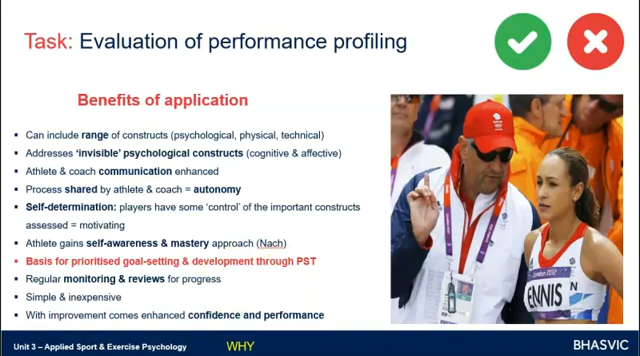 Task: Evaluation of performance profiling
Benefits of application
Can include range of constructs (psychological, physical, technical)
Addresses 'invisible' psychological constructs (cognitive & affective)
Athlete & coach communication enhanced
Process shared by athlete & coach = autonomy
Self-determination: players have some 'control' of the important constructs
assessed = motivating
Athlete gains self-awareness & mastery approach (Nach)
Basis for prioritised goal-setting & development through PST
Regular monitoring & reviews for progress
Simple & inexpensive
With improvement comes enhanced confidence and performance
London 2012
ENNIS
Unit 3 - Applied Sport & Exercise Psychology
WHY
BHASVIC